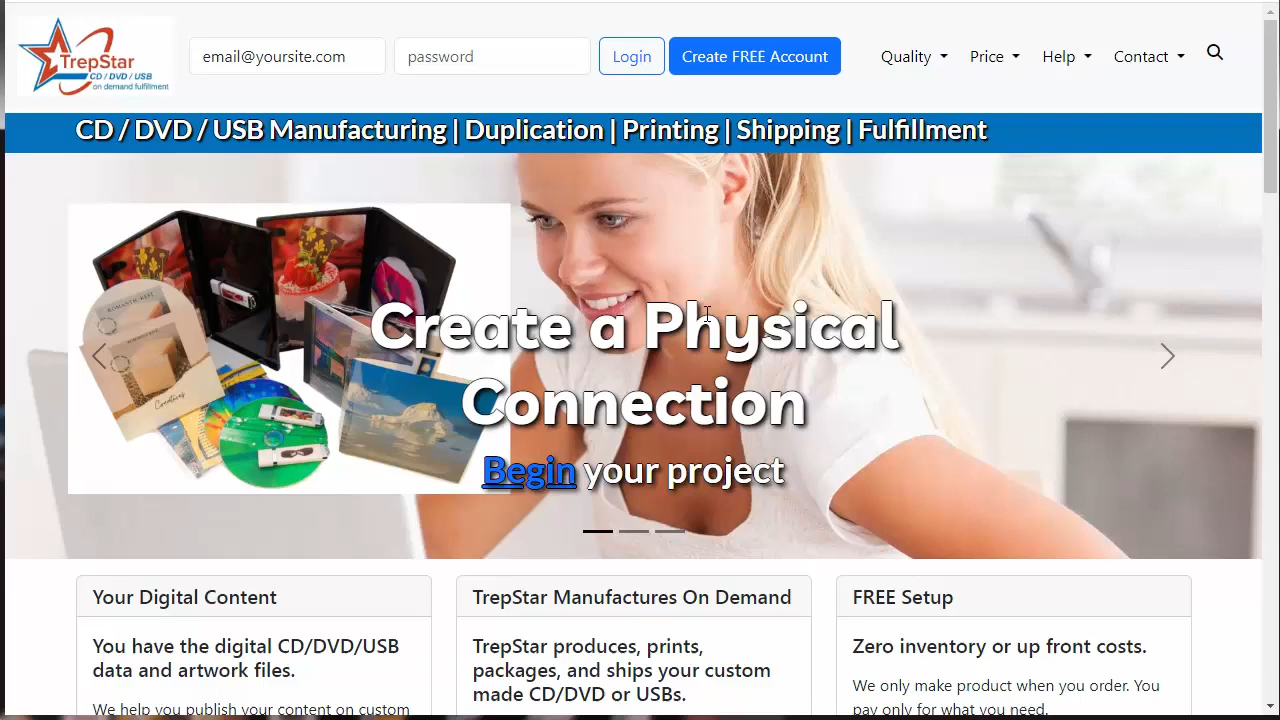 TrepStar
CD / DVD / USB
on demand fulfillment
email@yoursite.com
password
Login
Create FREE Account
Quality
Price
Help
Contact
CD / DVD / USB Manufacturing | Duplication | Printing | Shipping | Fulfillment
Create a Physical
Connection
Begin your project
Your Digital Content
You have the digital CD/DVD/USB
data and artwork files.
We help you publish your content on custom
TrepStar Manufactures On Demand
TrepStar produces, prints,
packages, and ships your custom
made CD/DVD or USBs.
FREE Setup
Zero inventory or up front costs.
We only make product when you order. You
pay only for what you need.